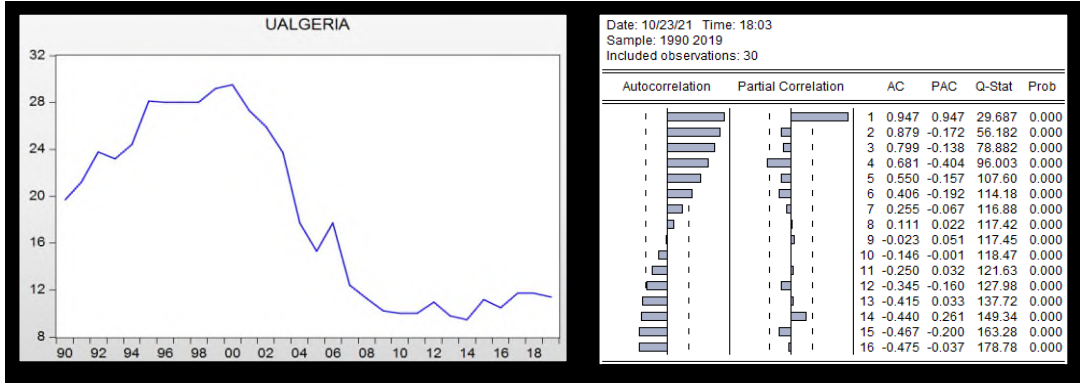 UALGERIA
32
28
24
20
16
12
8
90 92 94 96 98 00 02 04 06 08 10 12 14 16 18
Date: 10/23/21 Time: 18:03
Sample: 1990 2019
Included observations: 30
Autocorrelation Partial Correlation AC PAC Q-Stat Prob
1 0.947 0.947 29.687 0.000
2 0.879 -0.172 56.182 0.000
3 0.799 -0.138 78.882 0.000
4 0.681 -0.404 96.003 0.000
5 0.550 -0.157 107.60 0.000
6 0.406 -0.192 114.18 0.000
7 0.255 -0.067 116.88 0.000
8 0.111 0.022 117.42 0.000
9 -0.023 0.051 117.45 0.000
10 -0.146 -0.001 118.47 0.000
11 -0.250 0.032 121.63 0.000
12 -0.345 -0.160 127.98 0.000
13 -0.415 0.033 137.72 0.000
14 -0.440 0.261 149.34 0.000
15 -0.467 -0.200 163.28 0.000
16 -0.475 -0.037 178.78 0.000